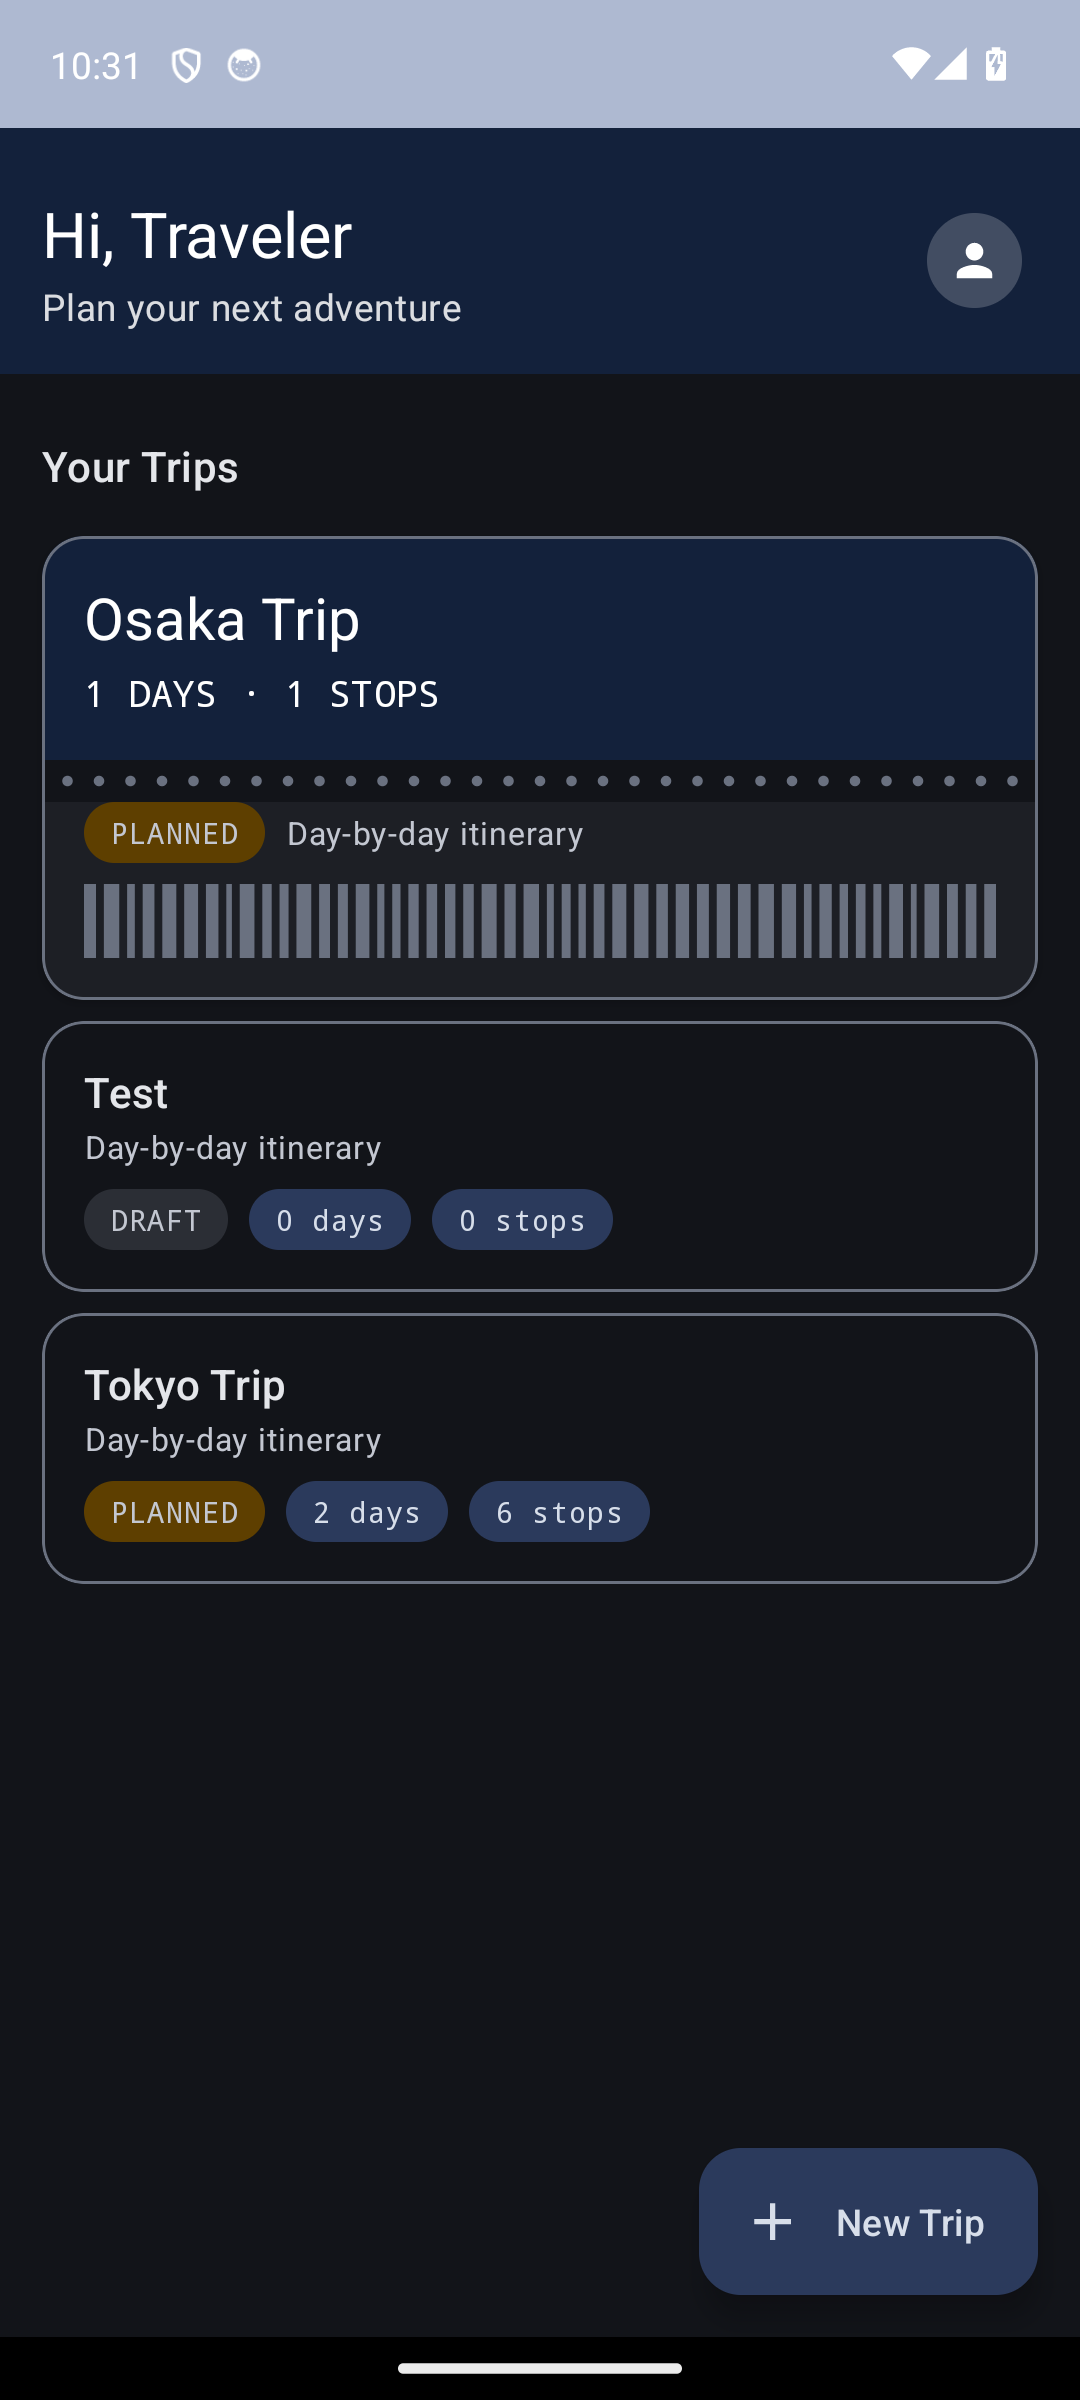 10:31
Hi, Traveler
Plan your next adventure
Your Trips
Osaka Trip
1 DAYS · 1 STOPS
PLANNED Day-by-day itinerary
Test
Day-by-day itinerary
DRAFT 0 days 0 stops
Tokyo Trip
Day-by-day itinerary
PLANNED 2 days 6 stops
New Trip